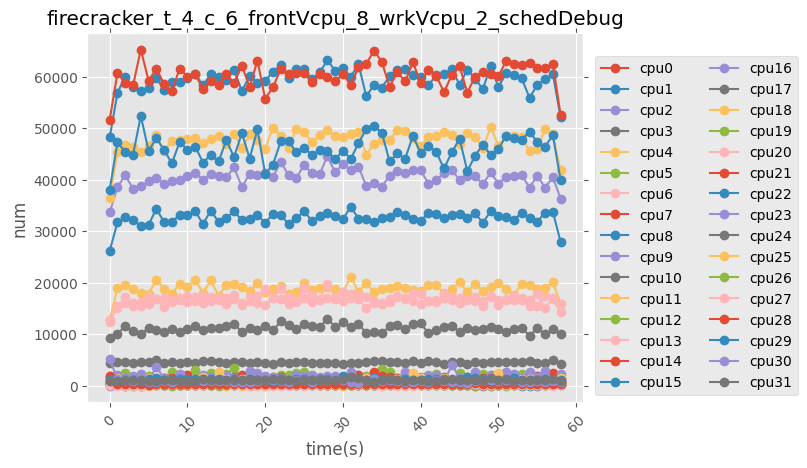 firecracker_t_4_c_6_frontVcpu_8_wrkVcpu_2_schedDebug
num
60000
50000
40000
30000
20000
10000
0
0
10
20
30
40
50
60
time(s)
cpu0
cpu1
cpu2
cpu3
cpu4
cpu5
cpu6
cpu7
cpu8
cpu9
cpu10
cpu11
cpu12
cpu13
cpu14
cpu15
cpu16
cpu17
cpu18
cpu19
cpu20
cpu21
cpu22
cpu23
cpu24
cpu25
cpu26
cpu27
cpu28
cpu29
cpu30
cpu31